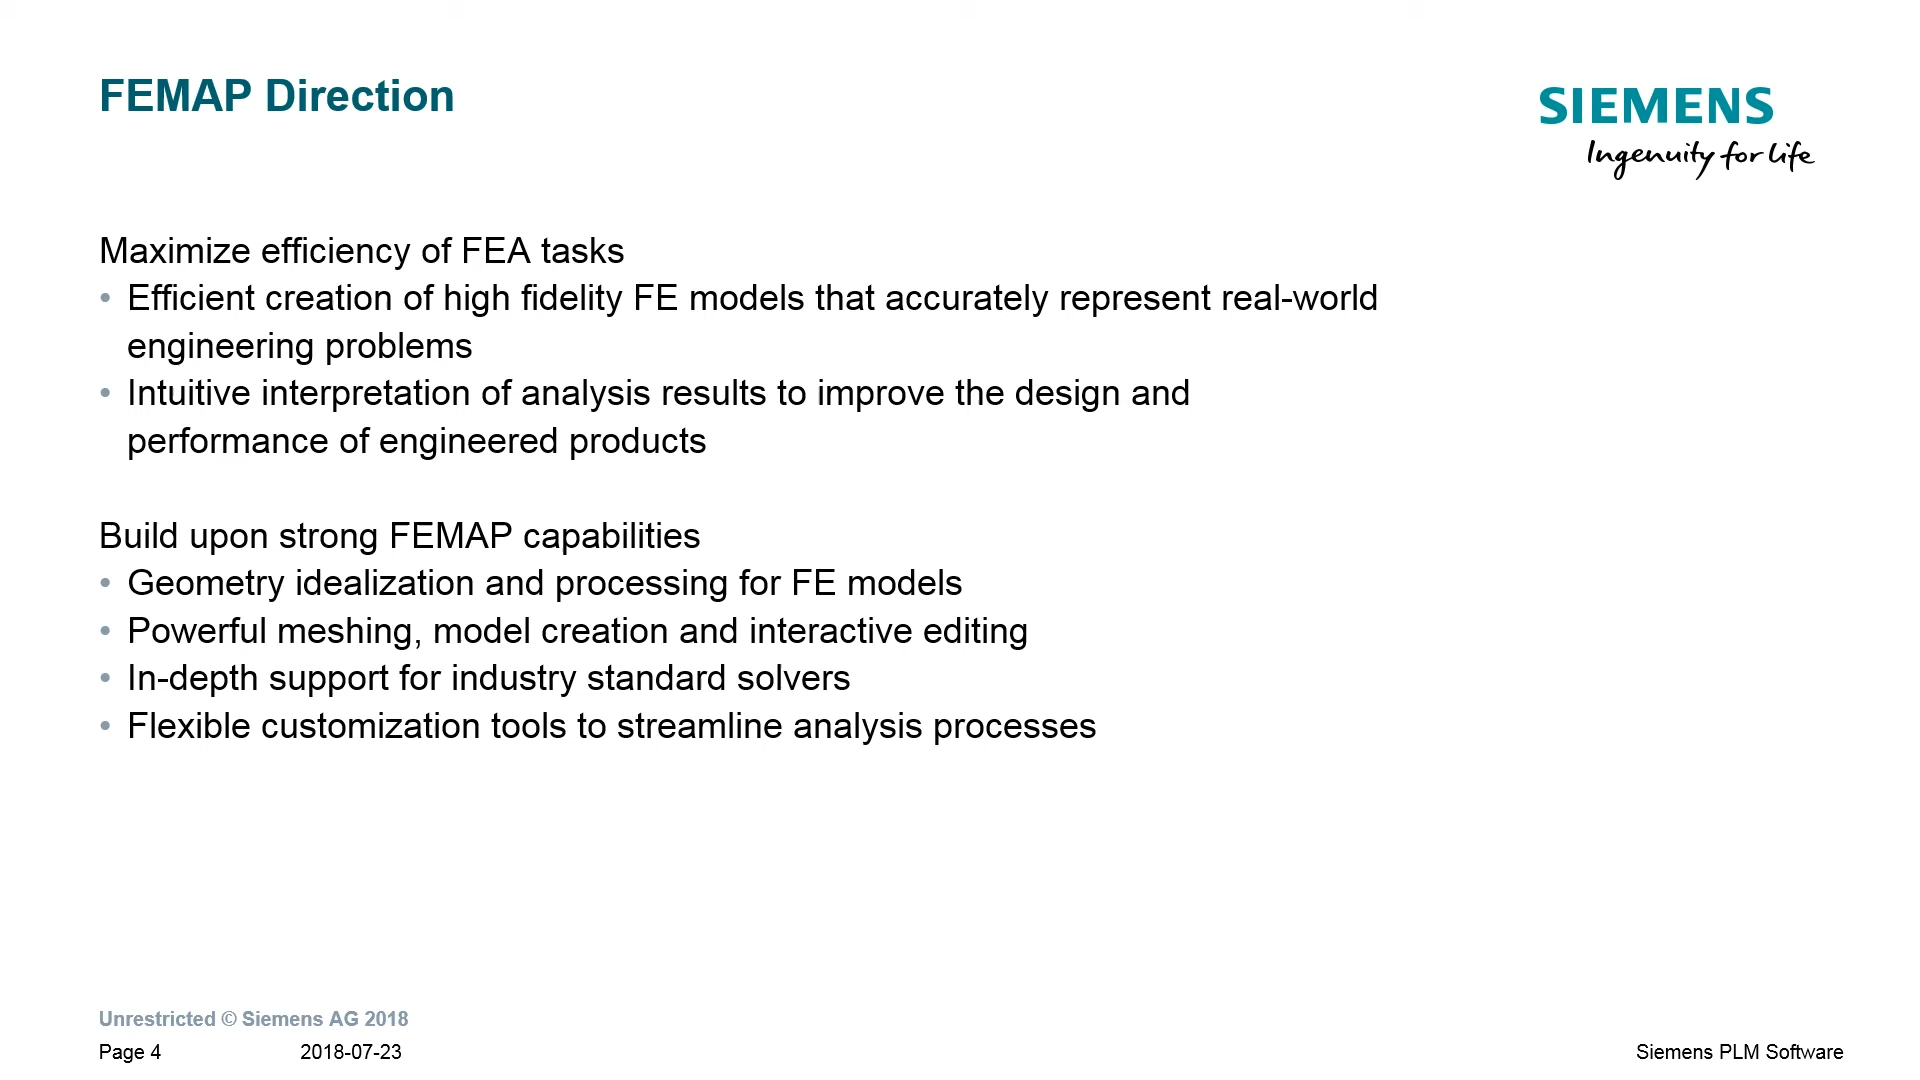 FEMAP Direction
SIEMENS
Ingenuity for life
Maximize efficiency of FEA tasks
• Efficient creation of high fidelity FE models that accurately represent real-world
engineering problems
• Intuitive interpretation of analysis results to improve the design and
performance of engineered products
Build upon strong FEMAP capabilities
• Geometry idealization and processing for FE models
• Powerful meshing, model creation and interactive editing
• In-depth support for industry standard solvers
• Flexible customization tools to streamline analysis processes
Unrestricted © Siemens AG 2018
Page 4 2018-07-23 Siemens PLM Software